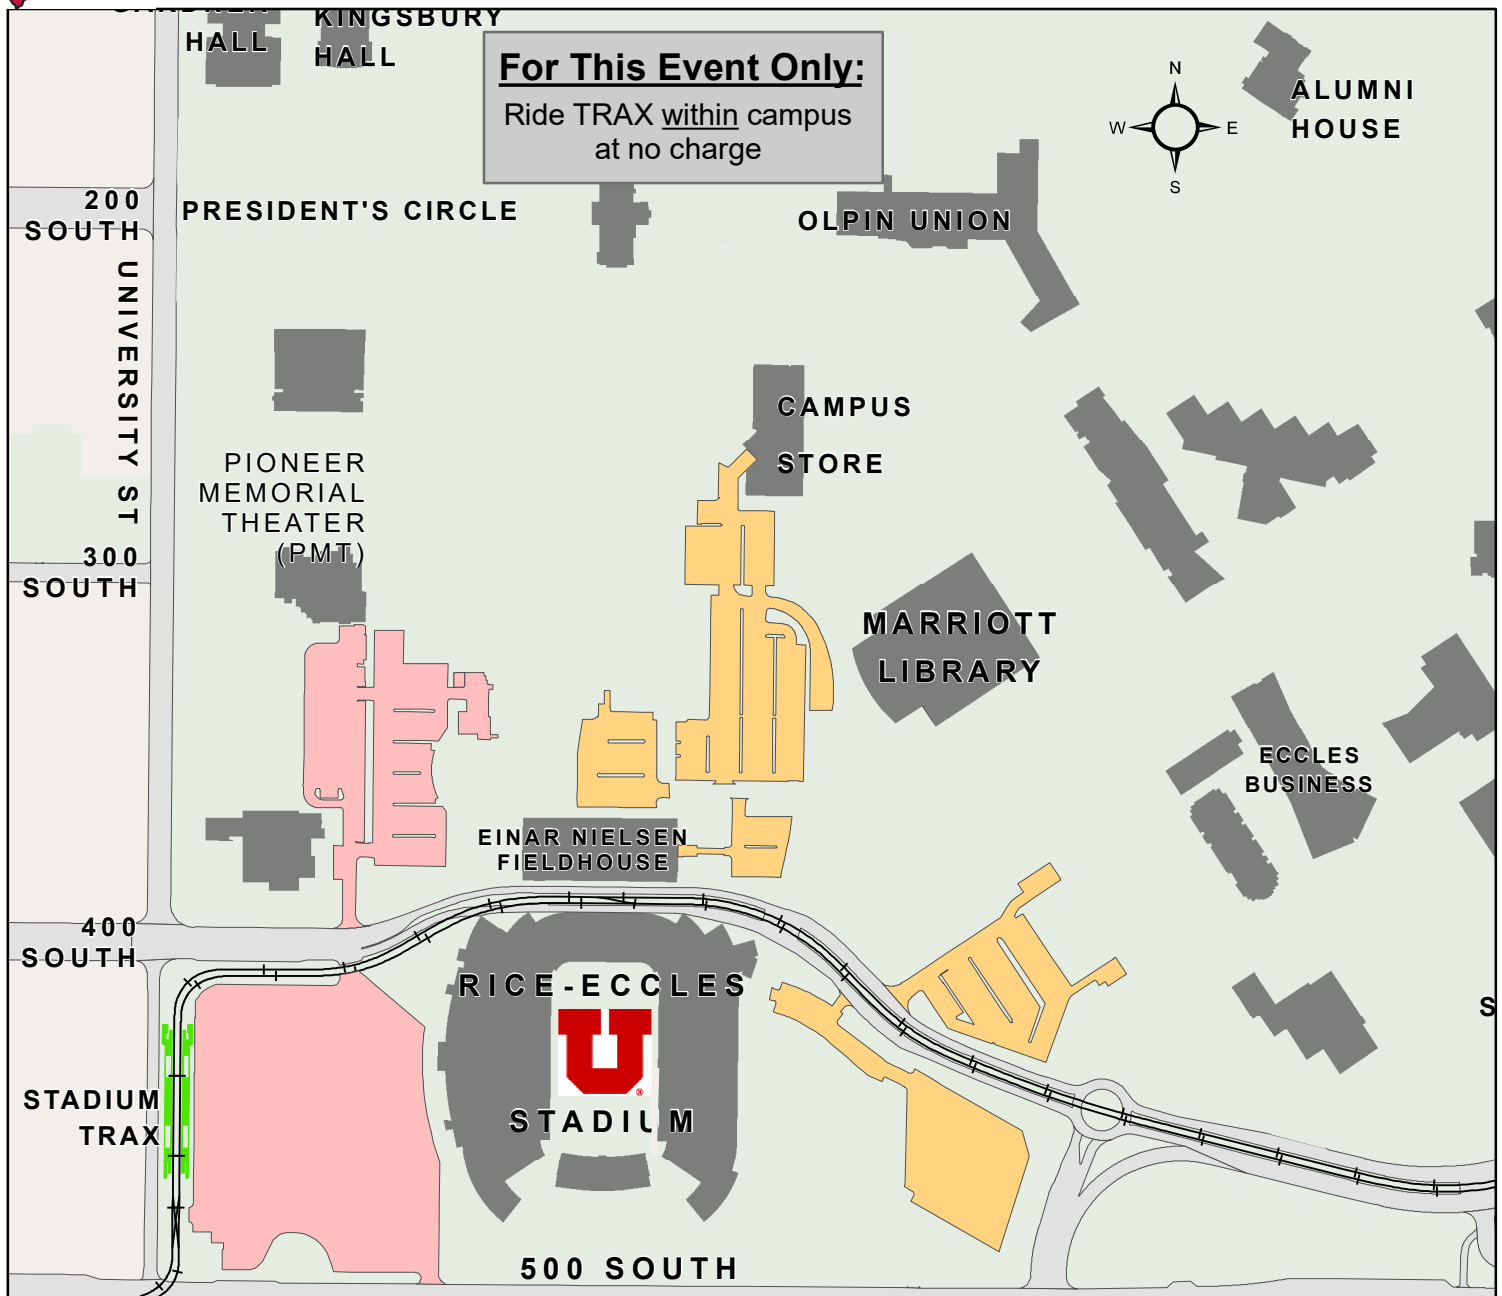 GARDNER
HALL
KINGSBURY
HALL
For This Event Only:
Ride TRAX within campus
at no charge
N
W
E
S
ALUMNI
HOUSE
200
SOUTH
PRESIDENT'S CIRCLE
OLPIN UNION
UNIVERSITY ST
CAMPUS
STORE
PIONEER
MEMORIAL
THEATER
(PMT)
300
SOUTH
MARRIOTT
LIBRARY
ECCLES
BUSINESS
EINAR NIELSEN
FIELDHOUSE
400
SOUTH
RICE-ECCLES
U
®
STADIUM
S
STADIUM
TRAX
500 SOUTH